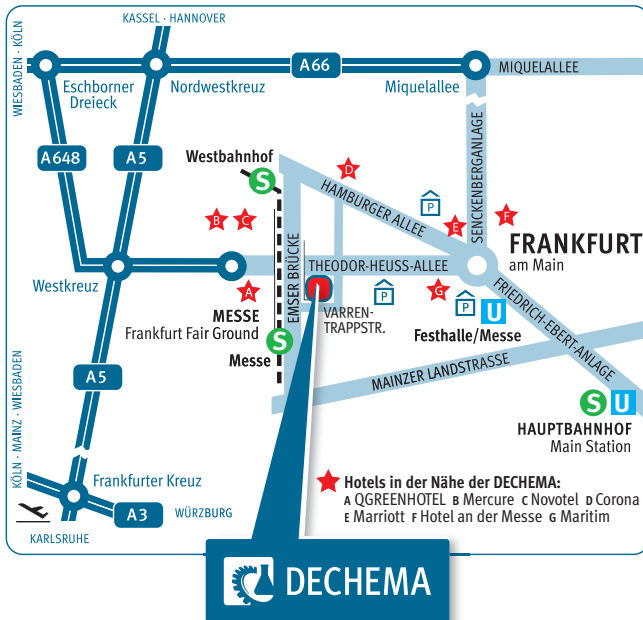 KASSEL · HANNOVER
WIESBADEN · KÖLN
A66
MIQUELALLEE
Eschborner
Dreieck
Nordwestkreuz
Miquelallee
A648
A5
Westbahnhof
S
D
HAMBURGER ALLEE
P
SENCKENBERGANLAGE
B
C
E
F
FRANKFURT
am Main
Westkreuz
THEODOR-HEUSS-ALLEE
EMSER BRÜCKE
A
G
P
P
U
MESSE
Frankfurt Fair Ground
VARREN-
TRAPPSTR.
Festhalle/Messe
FRIEDRICH-EBERT-ANLAGE
S
Messe
MAINZER LANDSTRASSE
A5
KÖLN · MAINZ · WIESBADEN
S U
HAUPTBAHNHOF
Main Station
Frankfurter Kreuz
A3
WÜRZBURG
KARLSRUHE
Hotels in der Nähe der DECHEMA:
A QGREENHOTEL B Mercure C Novotel D Corona
E Marriott F Hotel an der Messe G Maritim
DECHEMA